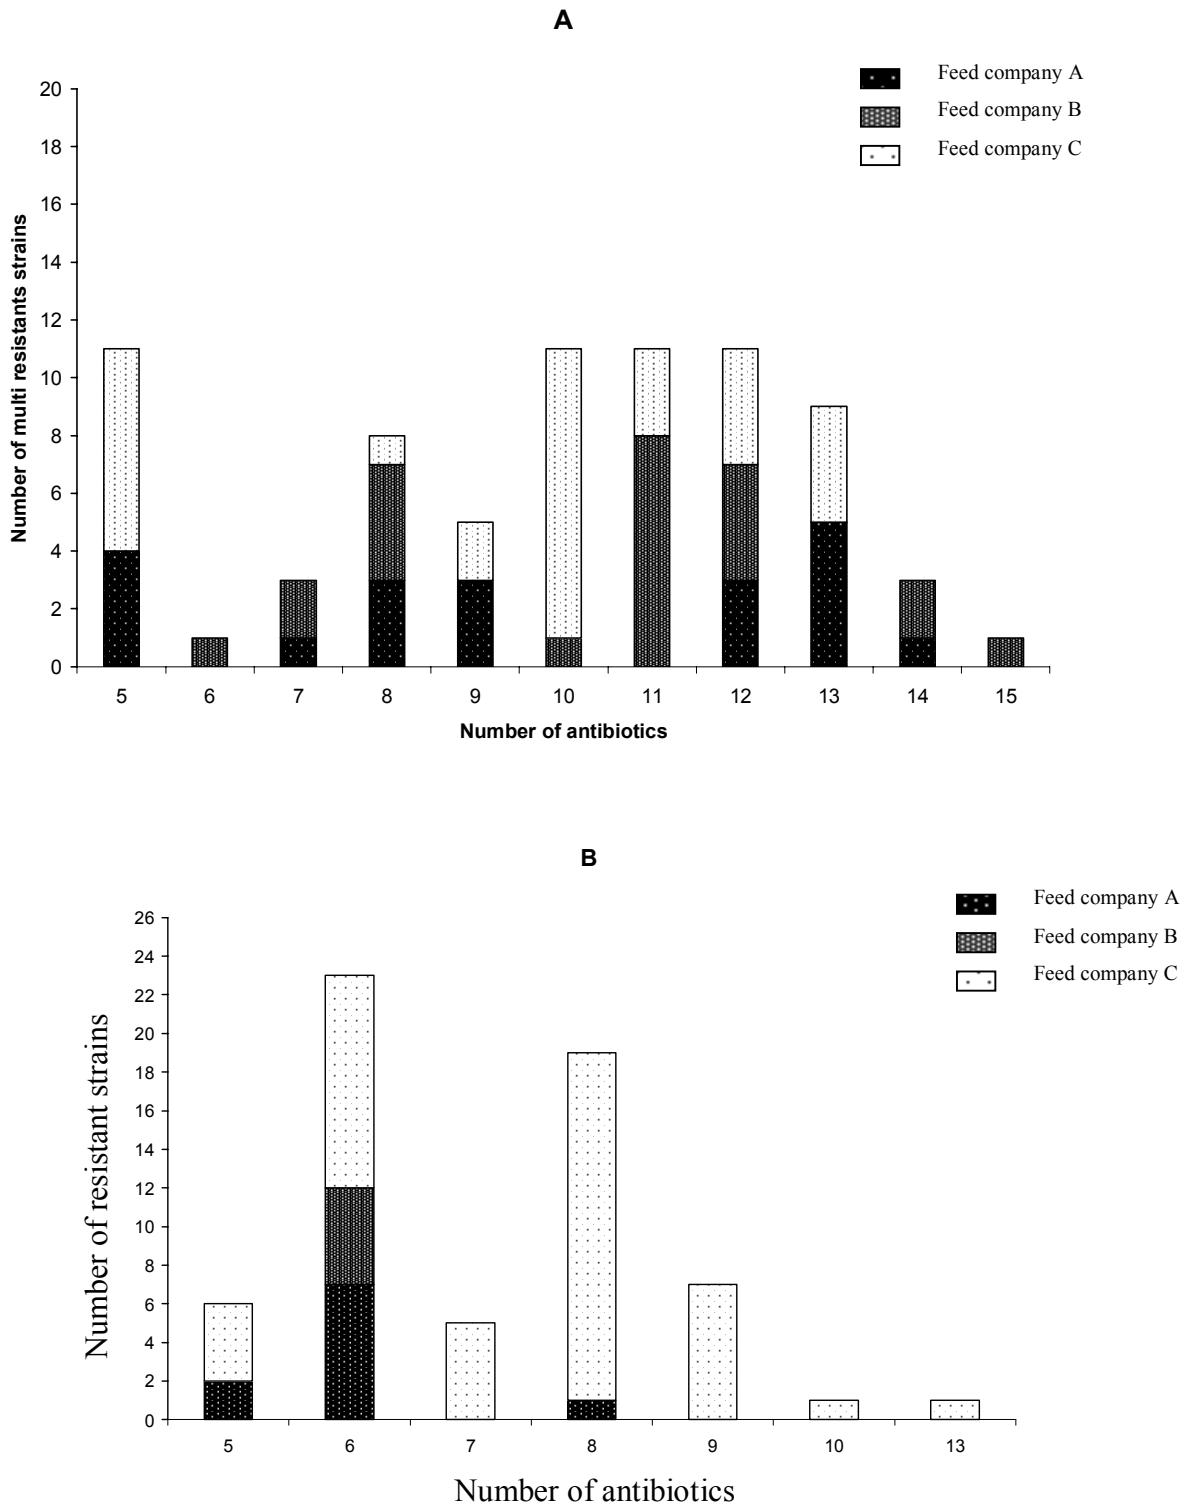 A
Feed company A
Feed company B
Feed company C
20
18
16
14
12
10
8
6
4
2
0
Number of multi resistants strains
5 6 7 8 9 10 11 12 13 14 15
Number of antibiotics
B
Feed company A
Feed company B
Feed company C
26
24
22
20
18
16
14
12
10
8
6
4
2
0
Number of resistant strains
5 6 7 8 9 10 13
Number of antibiotics